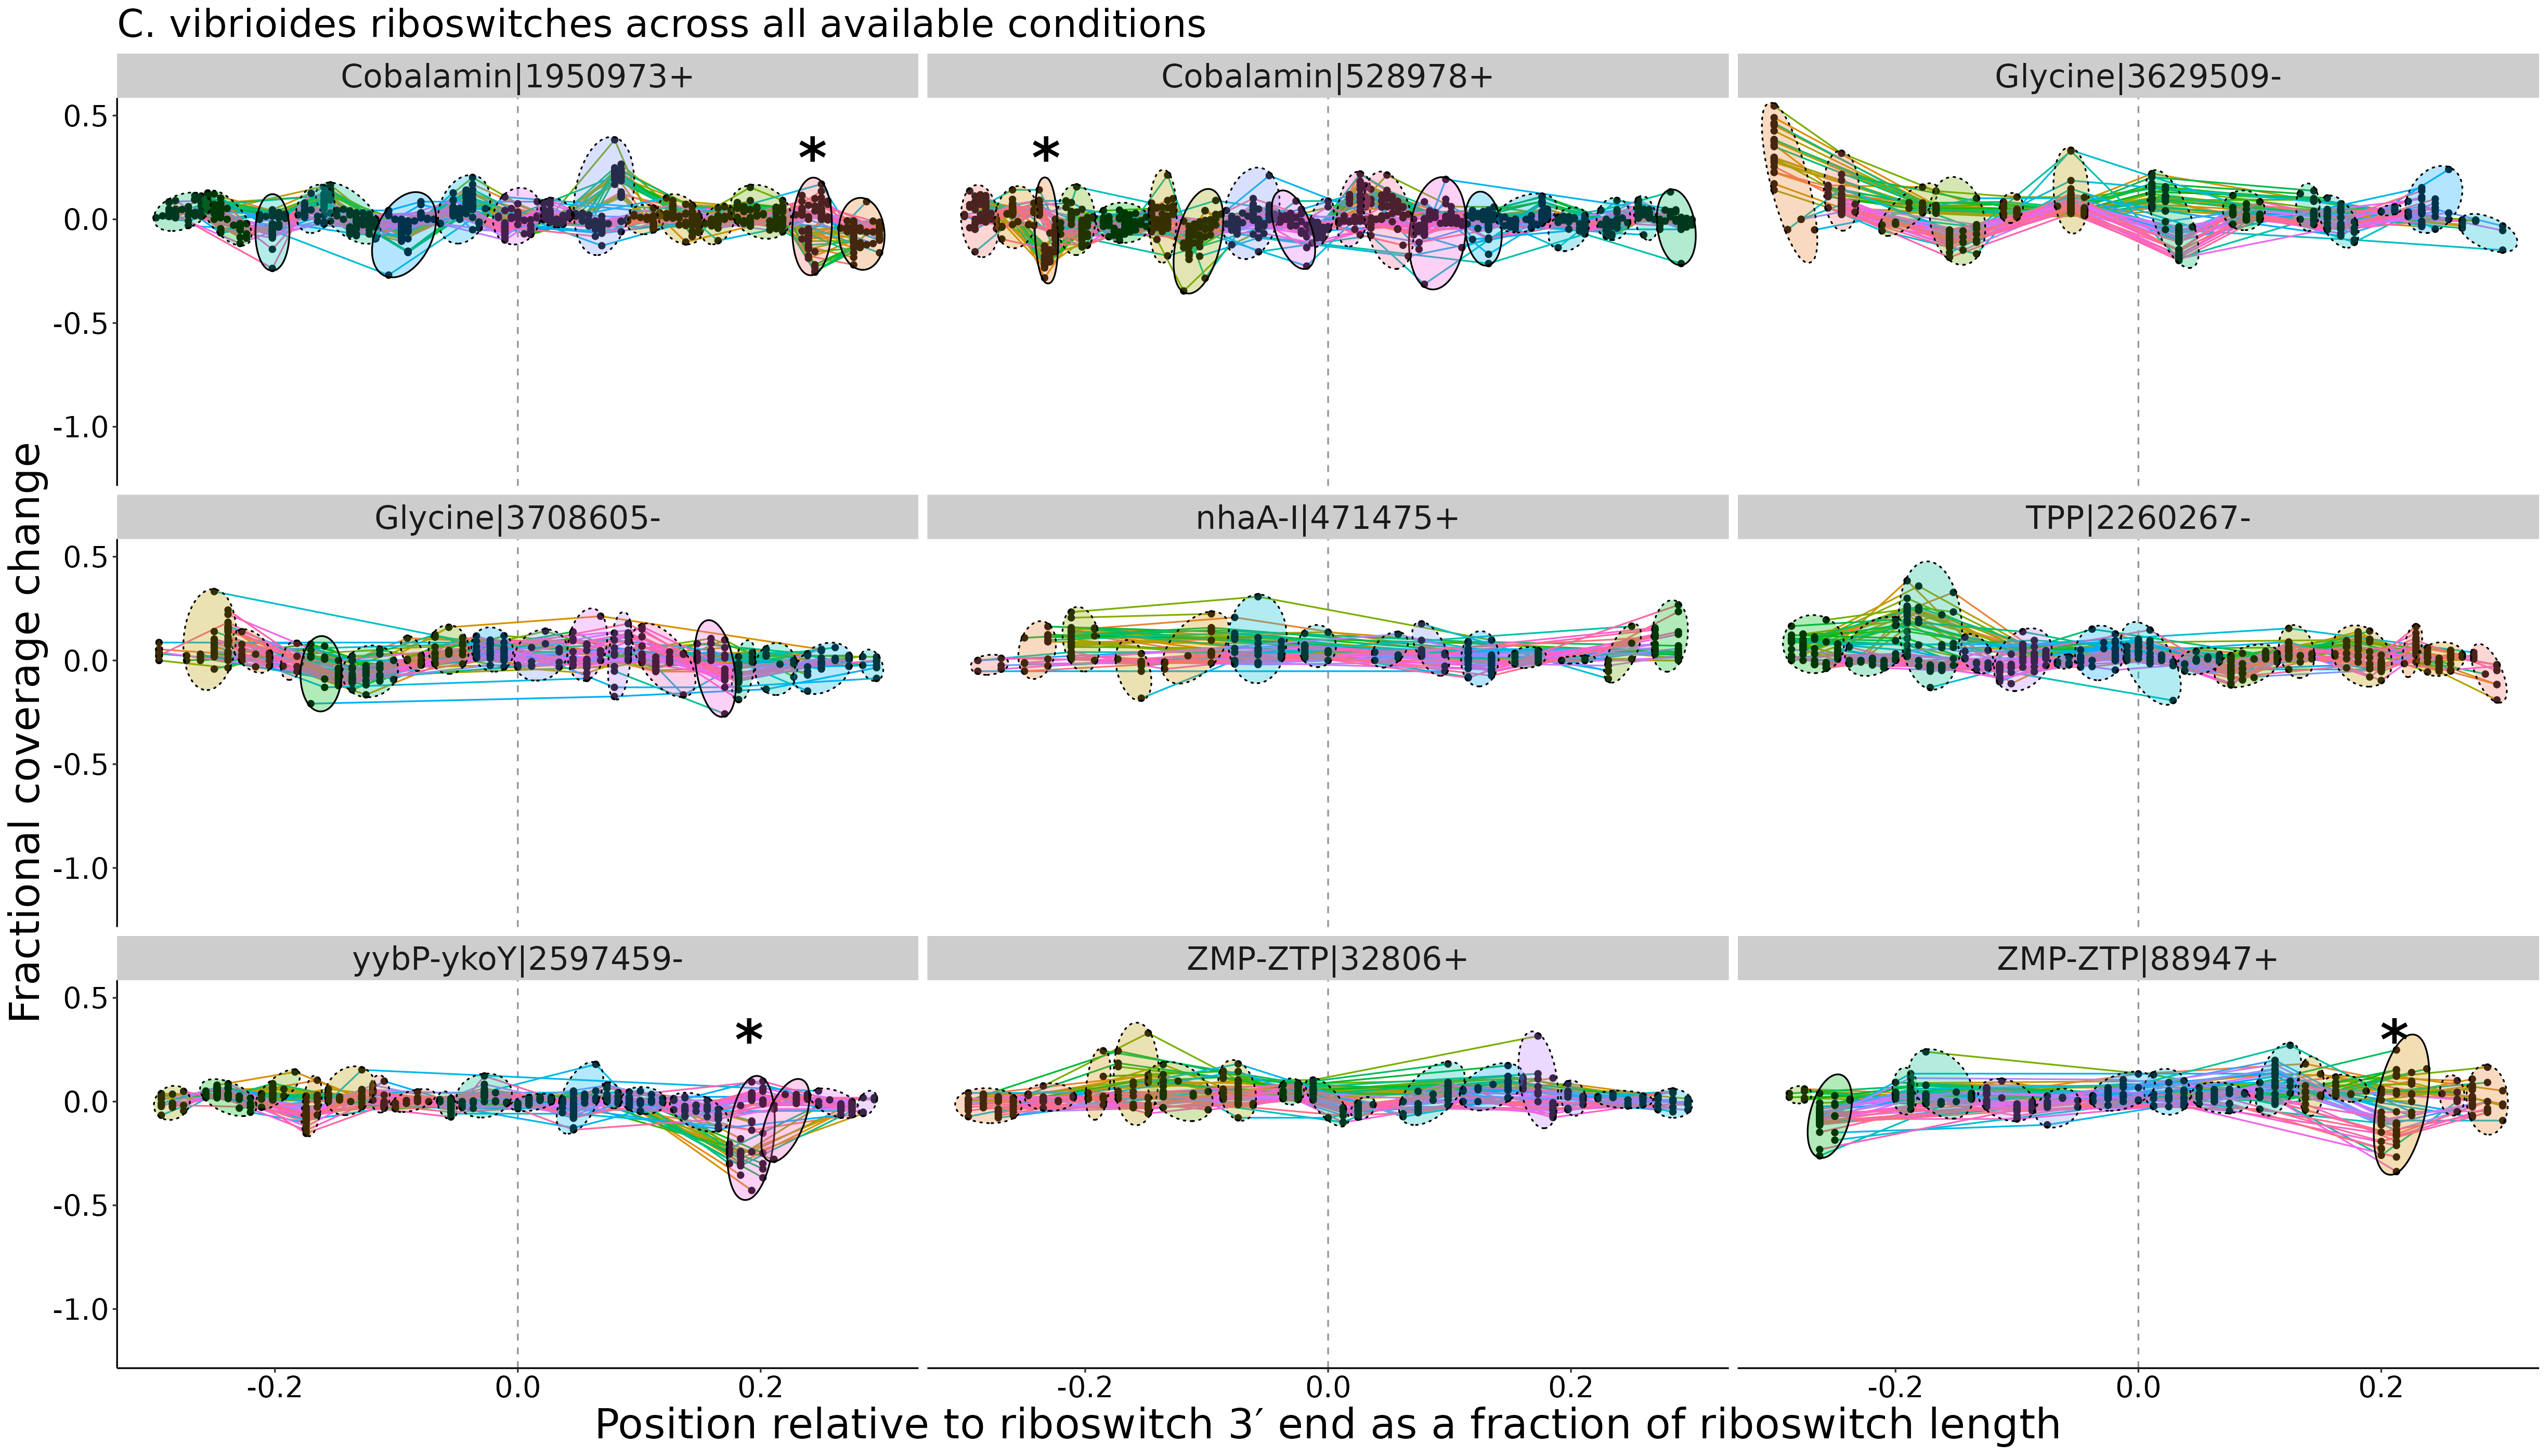 C. vibrioides riboswitches across all available conditions
Cobalamin|1950973+
Cobalamin|528978+
Glycine|3629509-
0.5
0.0
-0.5
-1.0
*
*
Glycine|3708605-
nhaA-I|471475+
TPP|2260267-
0.5
0.0
-0.5
-1.0
yybP-ykoY|2597459-
ZMP-ZTP|32806+
ZMP-ZTP|88947+
0.5
0.0
-0.5
-1.0
*
*
-0.2 0.0 0.2
-0.2 0.0 0.2
-0.2 0.0 0.2
Fractional coverage change
Position relative to riboswitch 3′ end as a fraction of riboswitch length